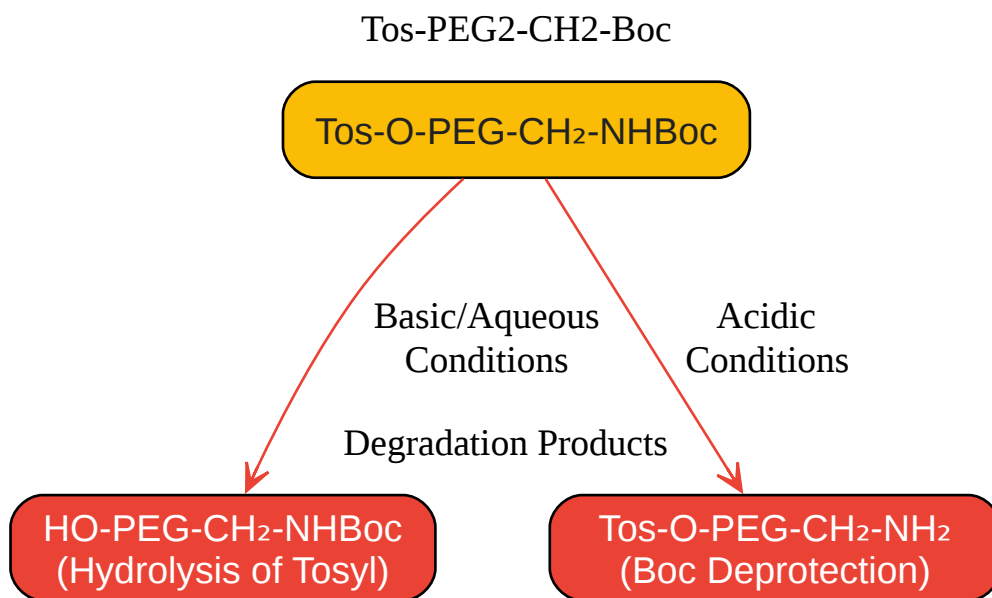 Tos-PEG2-CH2-Boc
Tos-O-PEG-CH₂-NHBoc
Basic/Aqueous
Conditions
Acidic
Conditions
Degradation Products
HO-PEG-CH₂-NHBoc
(Hydrolysis of Tosyl)
Tos-O-PEG-CH₂-NH₂
(Boc Deprotection)